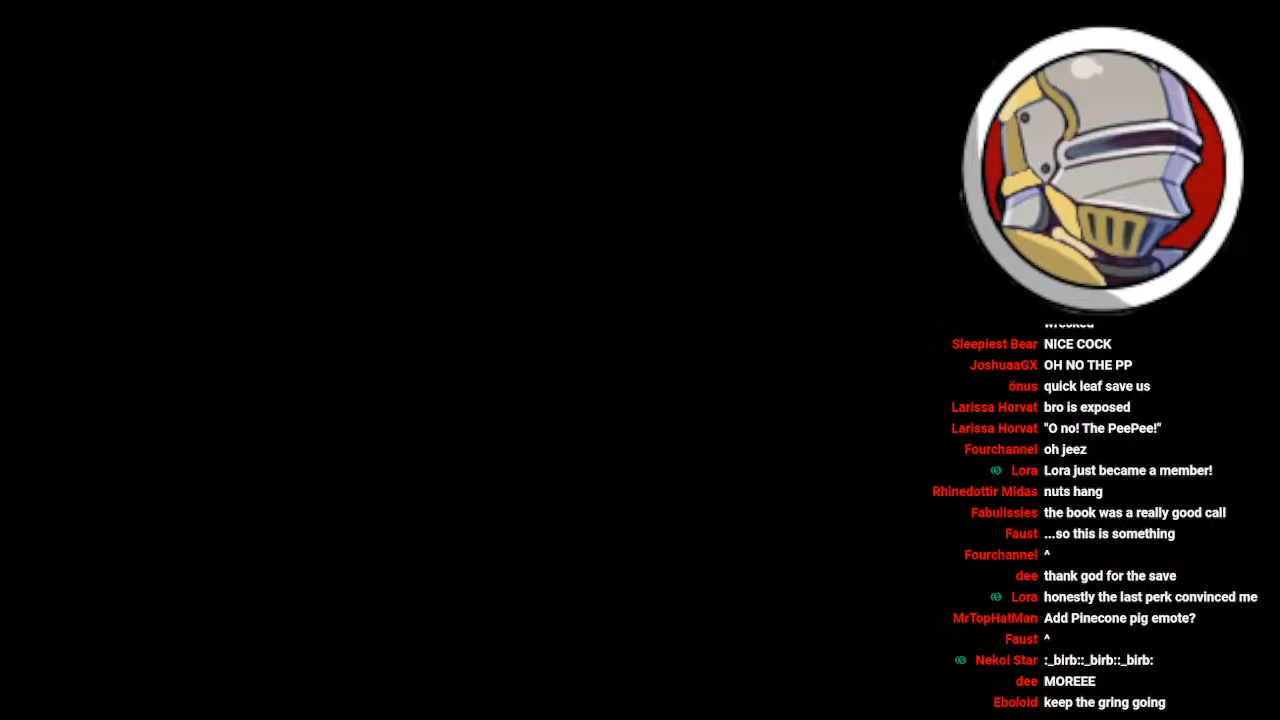 wrecked
Sleepiest Bear NICE COCK
JoshuaaGX OH NO THE PP
önus quick leaf save us
Larissa Horvat bro is exposed
Larissa Horvat "O no! The PeePee!"
Fourchannel oh jeez
Lora Lora just became a member!
Rhinedottir Midas nuts hang
Fabulissies the book was a really good call
Faust ...so this is something
Fourchannel ^
dee thank god for the save
Lora honestly the last perk convinced me
MrTopHatMan Add Pinecone pig emote?
Faust ^
Nekoi Star :_birb::_birb::_birb:
dee MOREEE
Eboloid keep the gring going